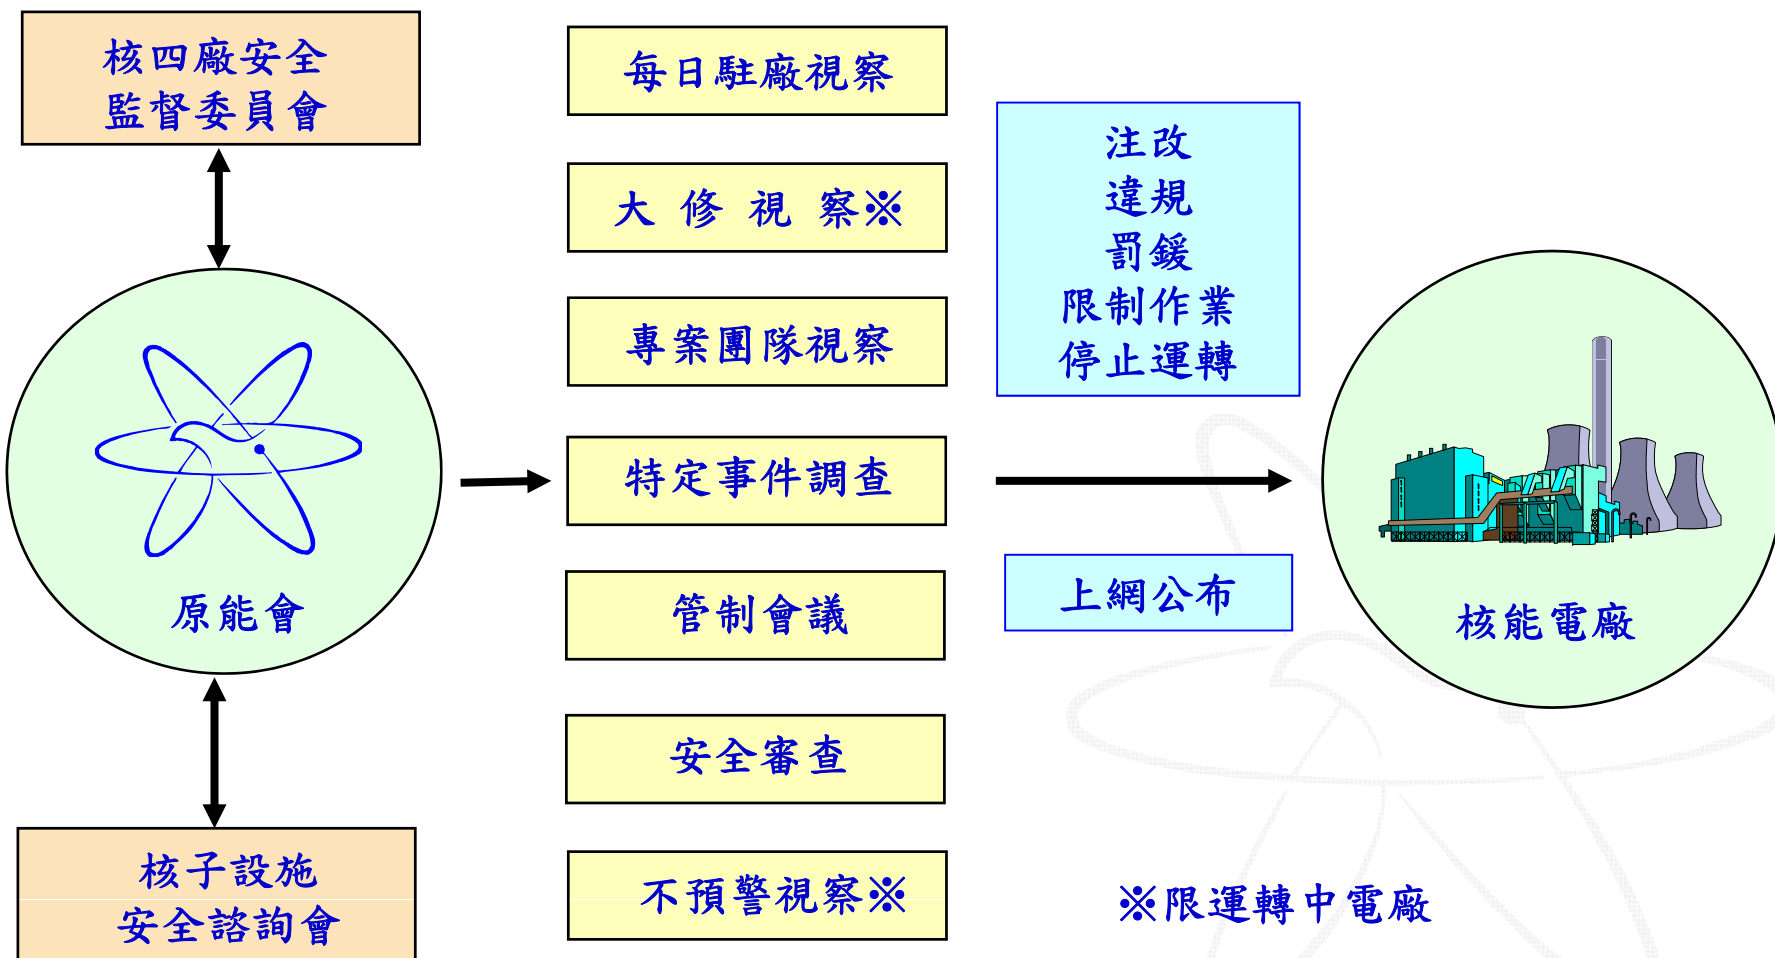 核四廠安全
監督委員會
原能會
核子設施
安全諮詢會
每日駐廠視察
大修視察※
專案團隊視察
特定事件調查
管制會議
安全審查
不預警視察※
注改
違規
罰鍰
限制作業
停止運轉
上網公布
核能電廠
※限運轉中電廠